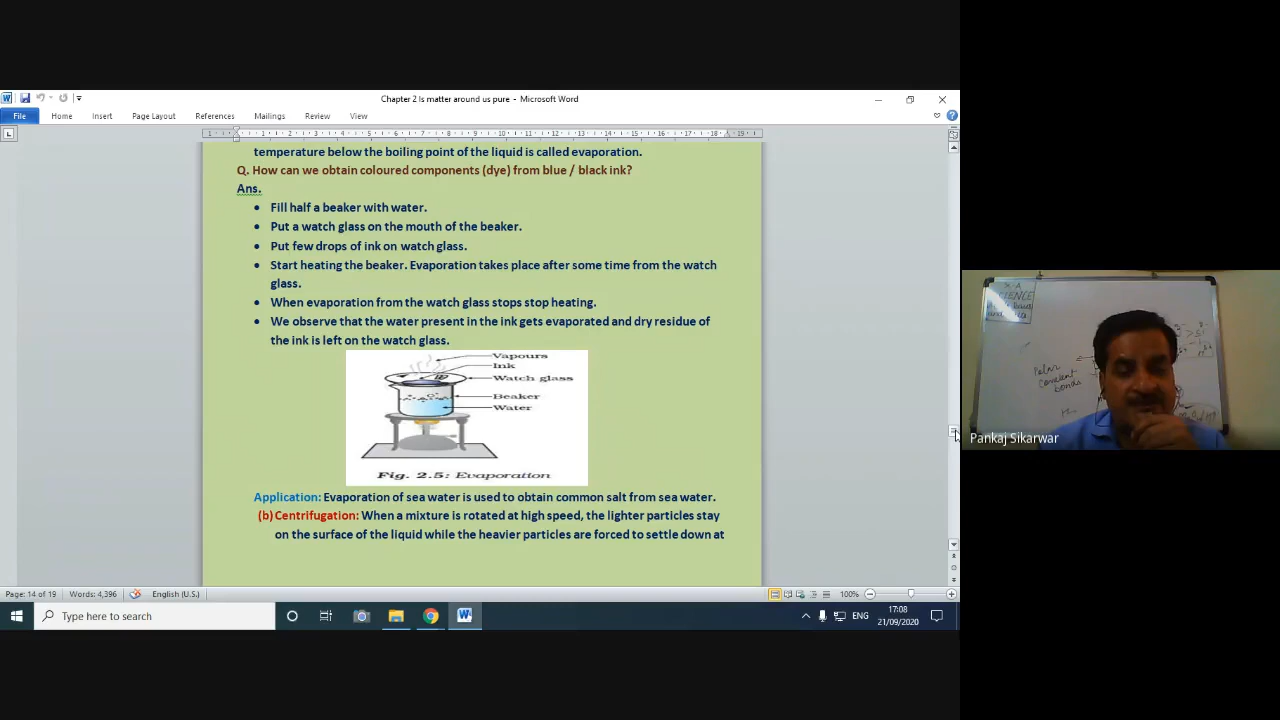 Chapter 2 Is matter around us pure - Microsoft Word
File Home Insert Page Layout References Mailings Review View
temperature below the boiling point of the liquid is called evaporation.
Q. How can we obtain coloured components (dye) from blue / black ink?
Ans.
• Fill half a beaker with water.
• Put a watch glass on the mouth of the beaker.
• Put few drops of ink on watch glass.
• Start heating the beaker. Evaporation takes place after some time from the watch
glass.
• When evaporation from the watch glass stops stop heating.
• We observe that the water present in the ink gets evaporated and dry residue of
the ink is left on the watch glass.
Vapours
Ink
Watch glass
Beaker
Water
Fig. 2.5: Evaporation
Application: Evaporation of sea water is used to obtain common salt from sea water.
(b) Centrifugation: When a mixture is rotated at high speed, the lighter particles stay
on the surface of the liquid while the heavier particles are forced to settle down at
Page: 14 of 19 Words: 4,396 English (U.S.) 100%
Type here to search
ENG
17:08
21/09/2020
X-A
SCIENCE
Polar
Covalent
bonds
Pankaj Sikarwar